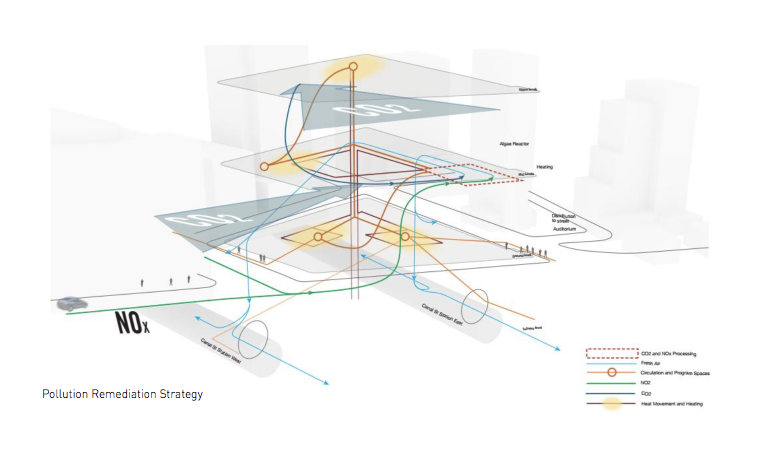 CO2
Algae Reactor
Heating
CO2
Distribution
to street
Auditorium
Canal St Station East
NOx
Canal St Station West
CO2 and NOx Processing
Fresh Air
Circulation and Program Spaces
NO2
CO2
Heat Movement and Heating
Pollution Remediation Strategy